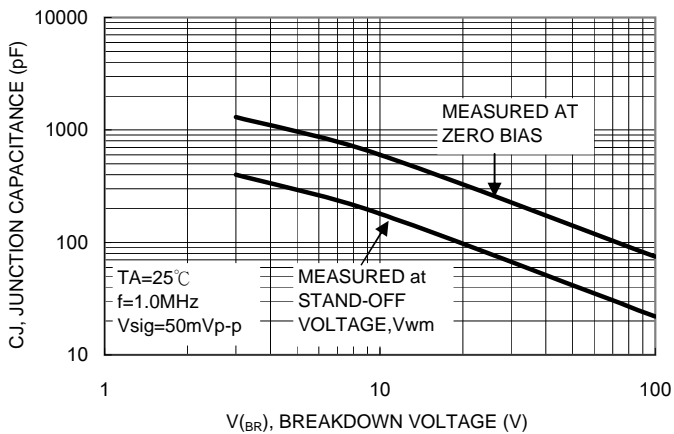 10000
1000
100
10
CJ, JUNCTION CAPACITANCE (pF)
MEASURED AT
ZERO BIAS
TA=25℃
f=1.0MHz
Vsig=50mVp-p
MEASURED at
STAND-OFF
VOLTAGE,Vwm
1
10
100
V(BR), BREAKDOWN VOLTAGE (V)